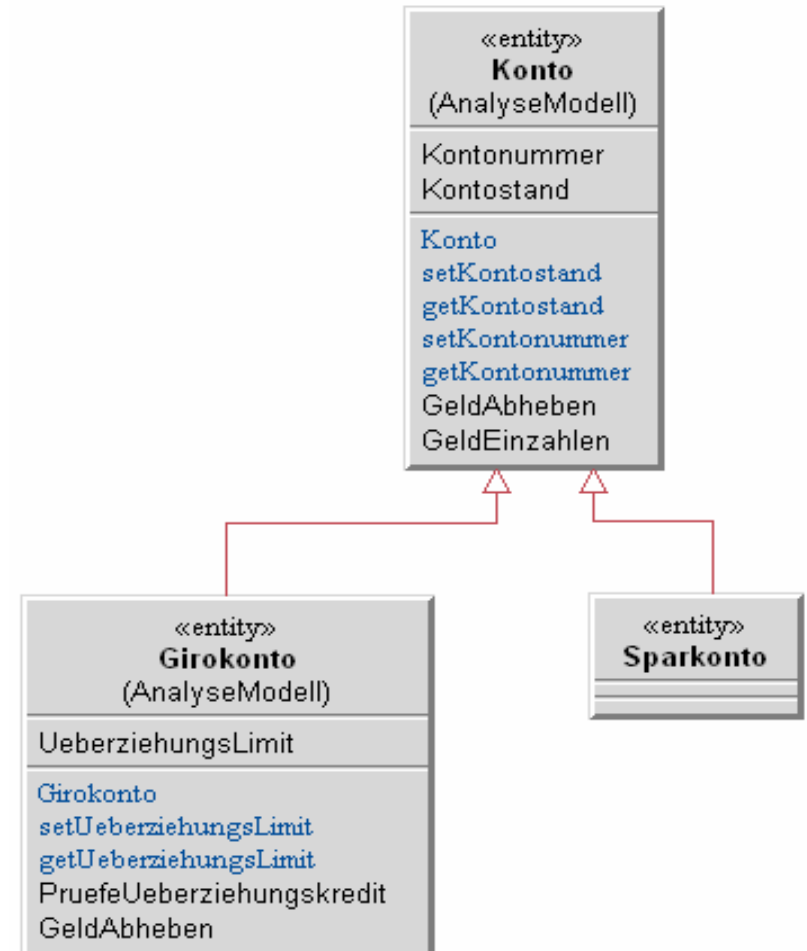 «entity»
Konto
(AnalyseModell)
Kontonummer
Kontostand
Konto
setKontostand
getKontostand
setKontonummer
getKontonummer
GeldAbheben
GeldEinzahlen
«entity»
Girokonto
(AnalyseModell)
UeberziehungsLimit
Girokonto
setUeberziehungsLimit
getUeberziehungsLimit
PruefeUeberziehungskredit
GeldAbheben
«entity»
Sparkonto